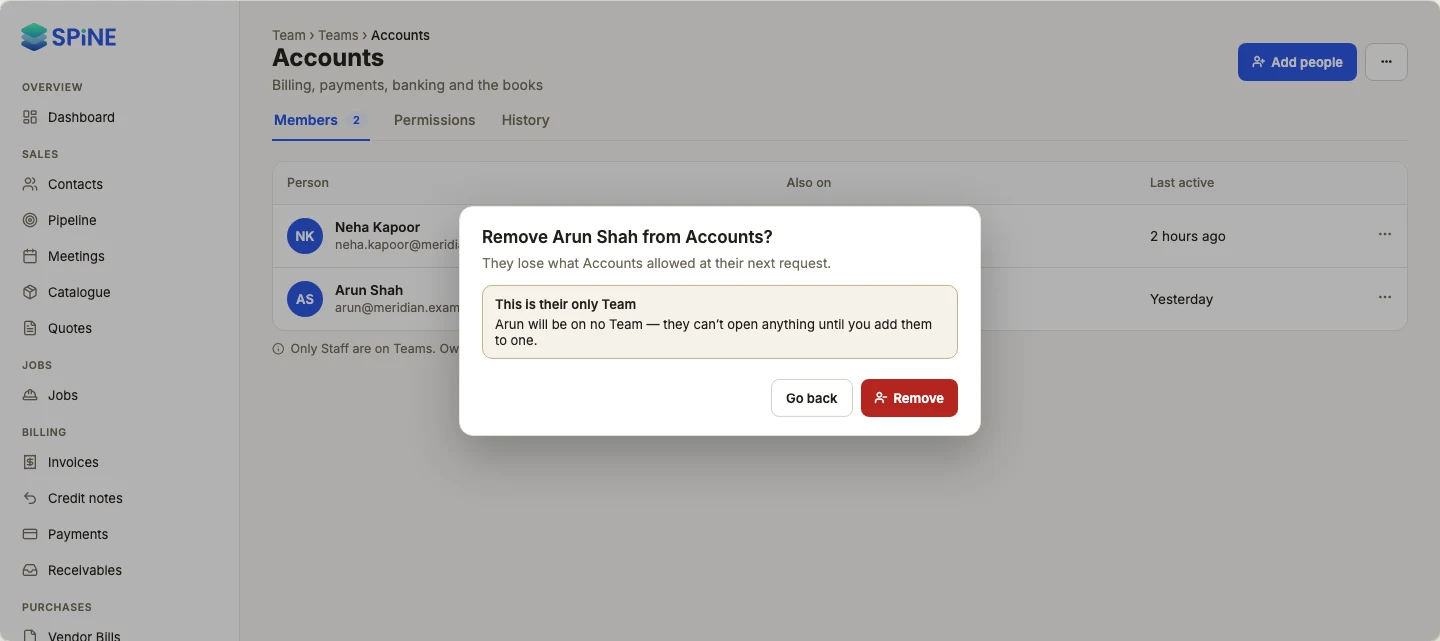 SPiNE
OVERVIEW
Dashboard
SALES
Contacts
Pipeline
Meetings
Catalogue
Quotes
JOBS
Jobs
BILLING
Invoices
Credit notes
Payments
Receivables
PURCHASES
Vendor Bills
Team › Teams › Accounts
Accounts
Billing, payments, banking and the books
Add people
Members 2 Permissions History
Person Also on Last active
NK Neha Kapoor
neha.kapoor@meridi
2 hours ago
AS Arun Shah
arun@meridian.exam
Yesterday
Only Staff are on Teams. Ow
Remove Arun Shah from Accounts?
They lose what Accounts allowed at their next request.
This is their only Team
Arun will be on no Team — they can’t open anything until you add them
to one.
Go back Remove